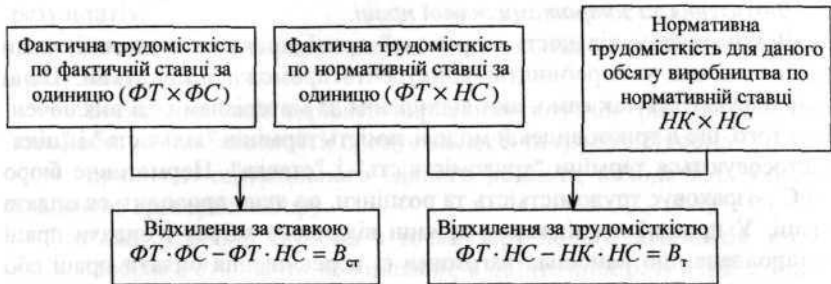 Фактична трудомісткість
по фактичній ставці за
одиницю (ФТ×ФС)
Фактична трудомісткість
по нормативній ставці за
одиницю (ФТ×НС)
Нормативна
трудомісткість для даного
обсягу виробництва по
нормативній ставці
НК×НС
Відхилення за ставкою
ФТ·ФС−ФТ·НС=Вст
Відхилення за трудомісткістю
ФТ·НС−НК·НС=Вт